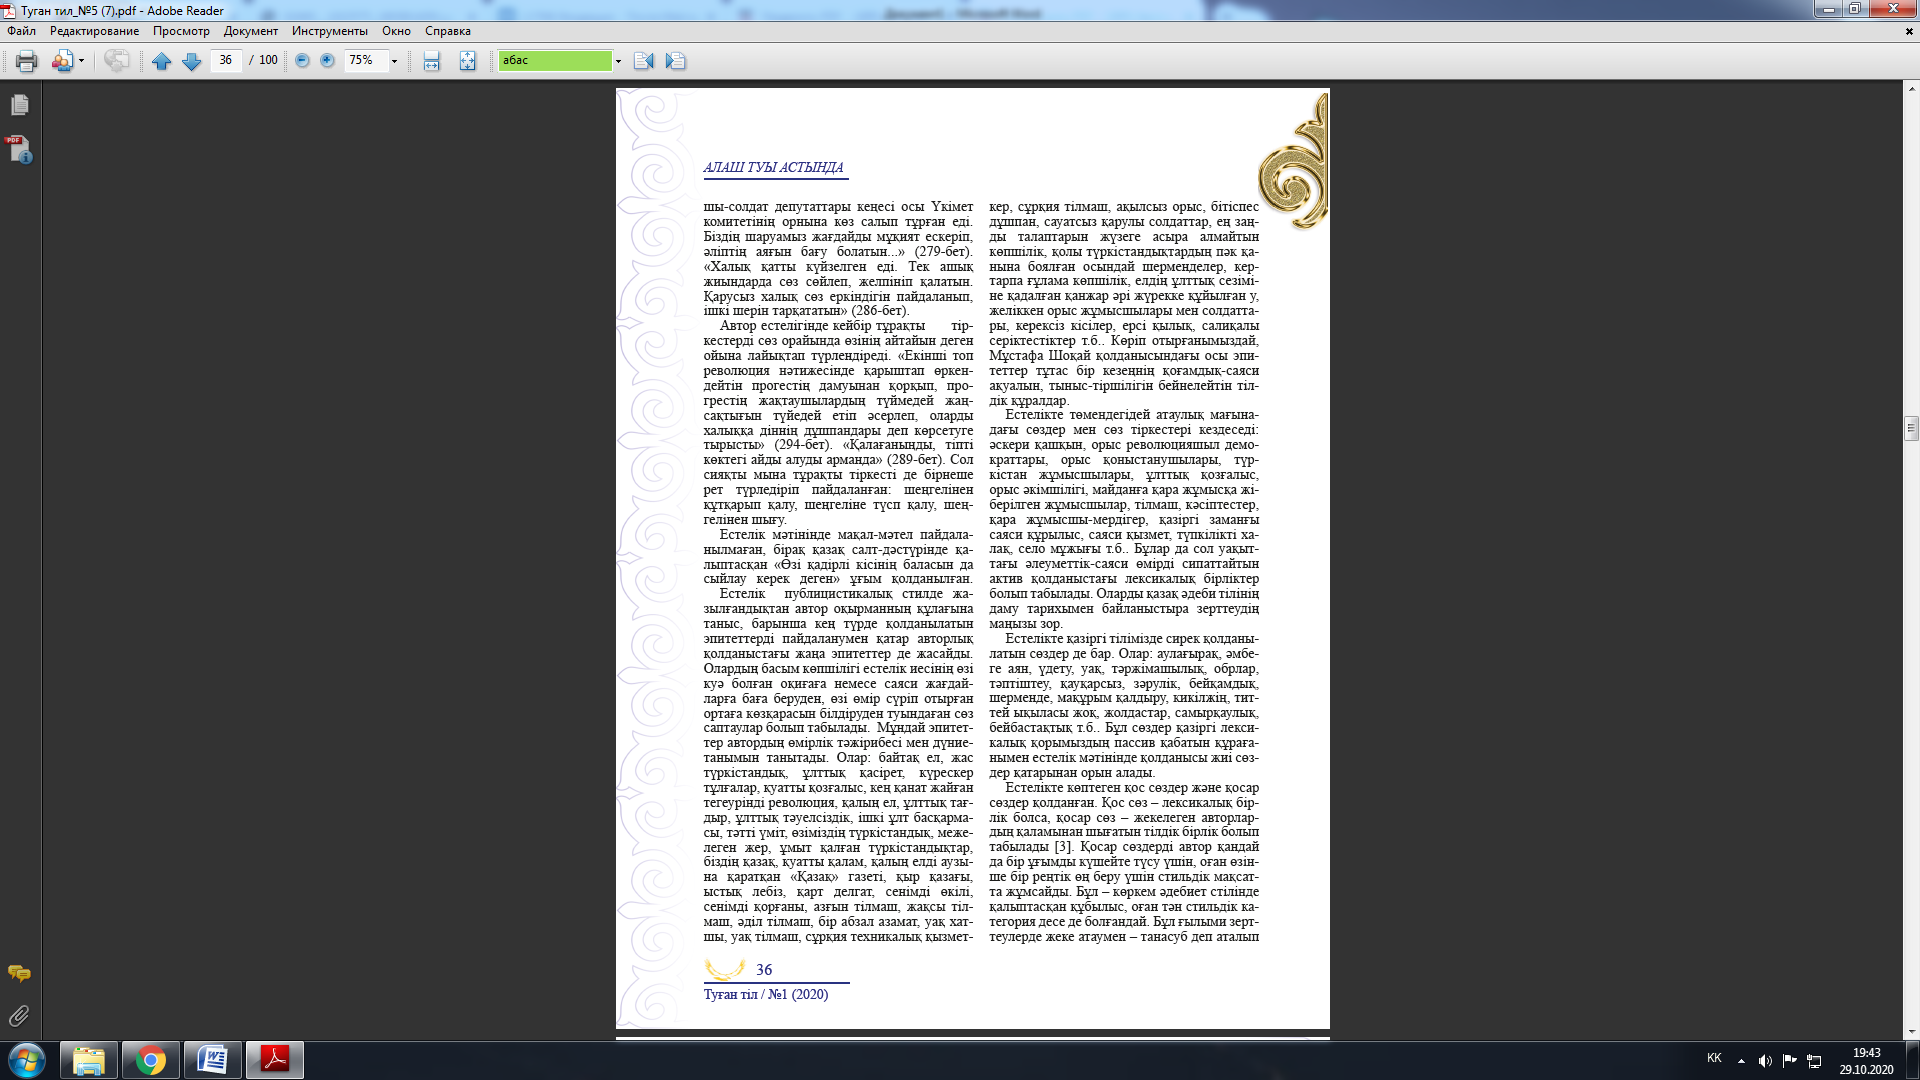 Туған тил_№5 (7).pdf - Adobe Reader
Файл Редактирование Просмотр Документ Инструменты Окно Справка
36 / 100 75% абас
АЛАШ ТУЫ АСТЫНДА
шы-солдат депутаттары кеңесі осы Үкімет
комитетінің орнына көз салып тұрған еді.
Біздің шаруамыз жағдайды мұқият ескеріп,
әліптің аяғын бағу болатын...» (279-бет).
«Халық қатты күйзелген еді. Тек ашық
жиындарда сөз сөйлеп, желпініп қалатын.
Қарусыз халық сөз еркіндігін пайдаланып,
ішкі шерін тарқататын» (286-бет).
Автор естелігінде кейбір тұрақты тір-
кестерді сөз орайында өзінің айтайын деген
ойына лайықтап түрлендіреді. «Екінші топ
революция нәтижесінде қарыштап өркен-
дейтін прогестің дамуынан қорқып, про-
грестің жақтаушылардың түймедей жаң-
сақтығын түйедей етіп әсерлеп, оларды
халыққа діннің дұшпандары деп көрсетуге
тырысты» (294-бет). «Қалағаныңды, тіпті
көктегі айды алуды арманда» (289-бет). Сол
сияқты мына тұрақты тіркесті де бірнеше
рет түрледіріп пайдаланған: шеңгелінен
құтқарып қалу, шеңгеліне түсп қалу, шең-
гелінен шығу.
Естелік мәтінінде мақал-мәтел пайдала-
нылмаған, бірақ қазақ салт-дәстүрінде қа-
лыптасқан «Өзі қадірлі кісінің баласын да
сыйлау керек деген» ұғым қолданылған.
Естелік публицистикалық стилде жа-
зылғандықтан автор оқырманның құлағына
таныс, барынша кең түрде қолданылатын
эпитеттерді пайдаланумен қатар авторлық
қолданыстағы жаңа эпитеттер де жасайды.
Олардың басым көпшілігі естелік иесінің өзі
куә болған оқиғаға немесе саяси жағдай-
ларға баға беруден, өзі өмір сүріп отырған
ортаға көзқарасын білдіруден туындаған сөз
саптаулар болып табылады. Мұндай эпитет-
тер автордың өмірлік тәжірибесі мен дүние-
танымын танытады. Олар: байтақ ел, жас
түркістандық, ұлттық қасірет, күрескер
тұлғалар, қуатты қозғалыс, кең қанат жайған
тегеурінді революция, қалың ел, ұлттық тағ-
дыр, ұлттық тәуелсіздік, ішкі ұлт басқарма-
сы, тәтті үміт, өзіміздің түркістандық, меже-
леген жер, ұмыт қалған түркістандықтар,
біздің қазақ, қуатты қалам, қалың елді аузы-
на қаратқан «Қазақ» газеті, қыр қазағы,
ыстық лебіз, қарт делгат, сенімді өкілі,
сенімді қорғаны, азғын тілмаш, жақсы тіл-
маш, әділ тілмаш, бір абзал азамат, уақ хат-
шы, уақ тілмаш, сұрқия техникалық қызмет-
кер, сұрқия тілмаш, ақылсыз орыс, бітіспес
дұшпан, сауатсыз қарулы солдаттар, ең заң-
ды талаптарын жүзеге асыра алмайтын
көпшілік, қолы түркістандықтардың пәк қа-
нына боялған осындай шерменделер, кер-
тарпа ғұлама көпшілік, елдің ұлттық сезімі-
не қадалған қанжар әрі жүрекке құйылған у,
желіккен орыс жұмысшылары мен солдатта-
ры, керексіз кісілер, ерсі қылық, салиқалы
серіктестіктер т.б.. Көріп отырғанымыздай,
Мұстафа Шоқай қолданысындағы осы эпи-
теттер тұтас бір кезеңнің қоғамдық-саяси
ақуалын, тыныс-тіршілігін бейнелейтін тіл-
дік құралдар.
Естелікте төмендегідей атаулық мағына-
дағы сөздер мен сөз тіркестері кездеседі:
әскери қашқын, орыс революцияшыл демо-
краттары, орыс қоныстанушылары, түр-
кістан жұмысшылары, ұлттық қозғалыс,
орыс әкімшілігі, майданға қара жұмысқа жі-
берілген жұмысшылар, тілмаш, кәсіптестер,
қара жұмысшы-мердігер, қазіргі заманғы
саяси құрылыс, саяси қызмет, түпкілікті ха-
лақ, село мұжығы т.б.. Бұлар да сол уақыт-
тағы әлеуметтік-саяси өмірді сипаттайтын
актив қолданыстағы лексикалық бірліктер
болып табылады. Оларды қазақ әдеби тілінің
даму тарихымен байланыстыра зерттеудің
маңызы зор.
Естелікте қазіргі тілімізде сирек қолданы-
латын сөздер де бар. Олар: аулағырақ, әмбе-
ге аян, үдету, уақ, тәржімашылық, обрлар,
тәптіштеу, қауқарсыз, зәрулік, бейқамдық,
шерменде, мақұрым қалдыру, кикілжің, тит-
тей ықыласы жоқ, жолдастар, самырқаулық,
бейбастақтық т.б.. Бұл сөздер қазіргі лекси-
калық қорымыздың пассив қабатын құраға-
нымен естелік мәтінінде қолданысы жиі сөз-
дер қатарынан орын алады.
Естелікте көптеген қос сөздер және қосар
сөздер қолданған. Қос сөз – лексикалық бір-
лік болса, қосар сөз – жекелеген авторлар-
дың қаламынан шығатын тілдік бірлік болып
табылады [3]. Қосар сөздерді автор қандай
да бір ұғымды күшейте түсу үшін, оған өзін-
ше бір реңтік өң беру үшін стильдік мақсат-
та жұмсайды. Бұл – көркем әдебиет стілінде
қалыптасқан құбылыс, оған тән стильдік ка-
тегория десе де болғандай. Бұл ғылыми зерт-
теулерде жеке атаумен – танасуб деп аталып
36
Туған тіл / №1 (2020)
KK 19:43
29.10.2020